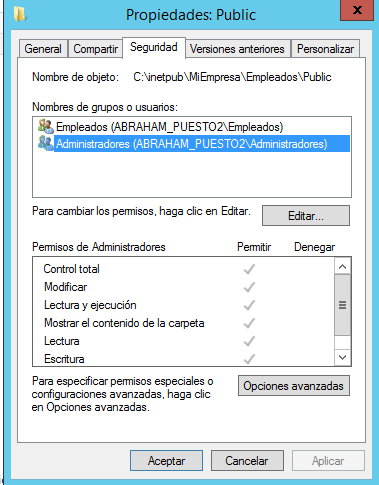 Propiedades: Public
General
Compartir
Seguridad
Versiones anteriores
Personalizar
Nombre de objeto: C:\inetpub\MiEmpresa\Empleados\Public
Nombres de grupos o usuarios:
Empleados (ABRAHAM_PUESTO2\Empleados)
Administradores (ABRAHAM_PUESTO2\Administradores)
Para cambiar los permisos, haga clic en Editar.
Editar...
Permisos de Administradores Permitir Denegar
Control total
Modificar
Lectura y ejecución
Mostrar el contenido de la carpeta
Lectura
Escritura
Para especificar permisos especiales o
configuraciones avanzadas, haga clic
en Opciones avanzadas.
Opciones avanzadas
Aceptar
Cancelar
Aplicar